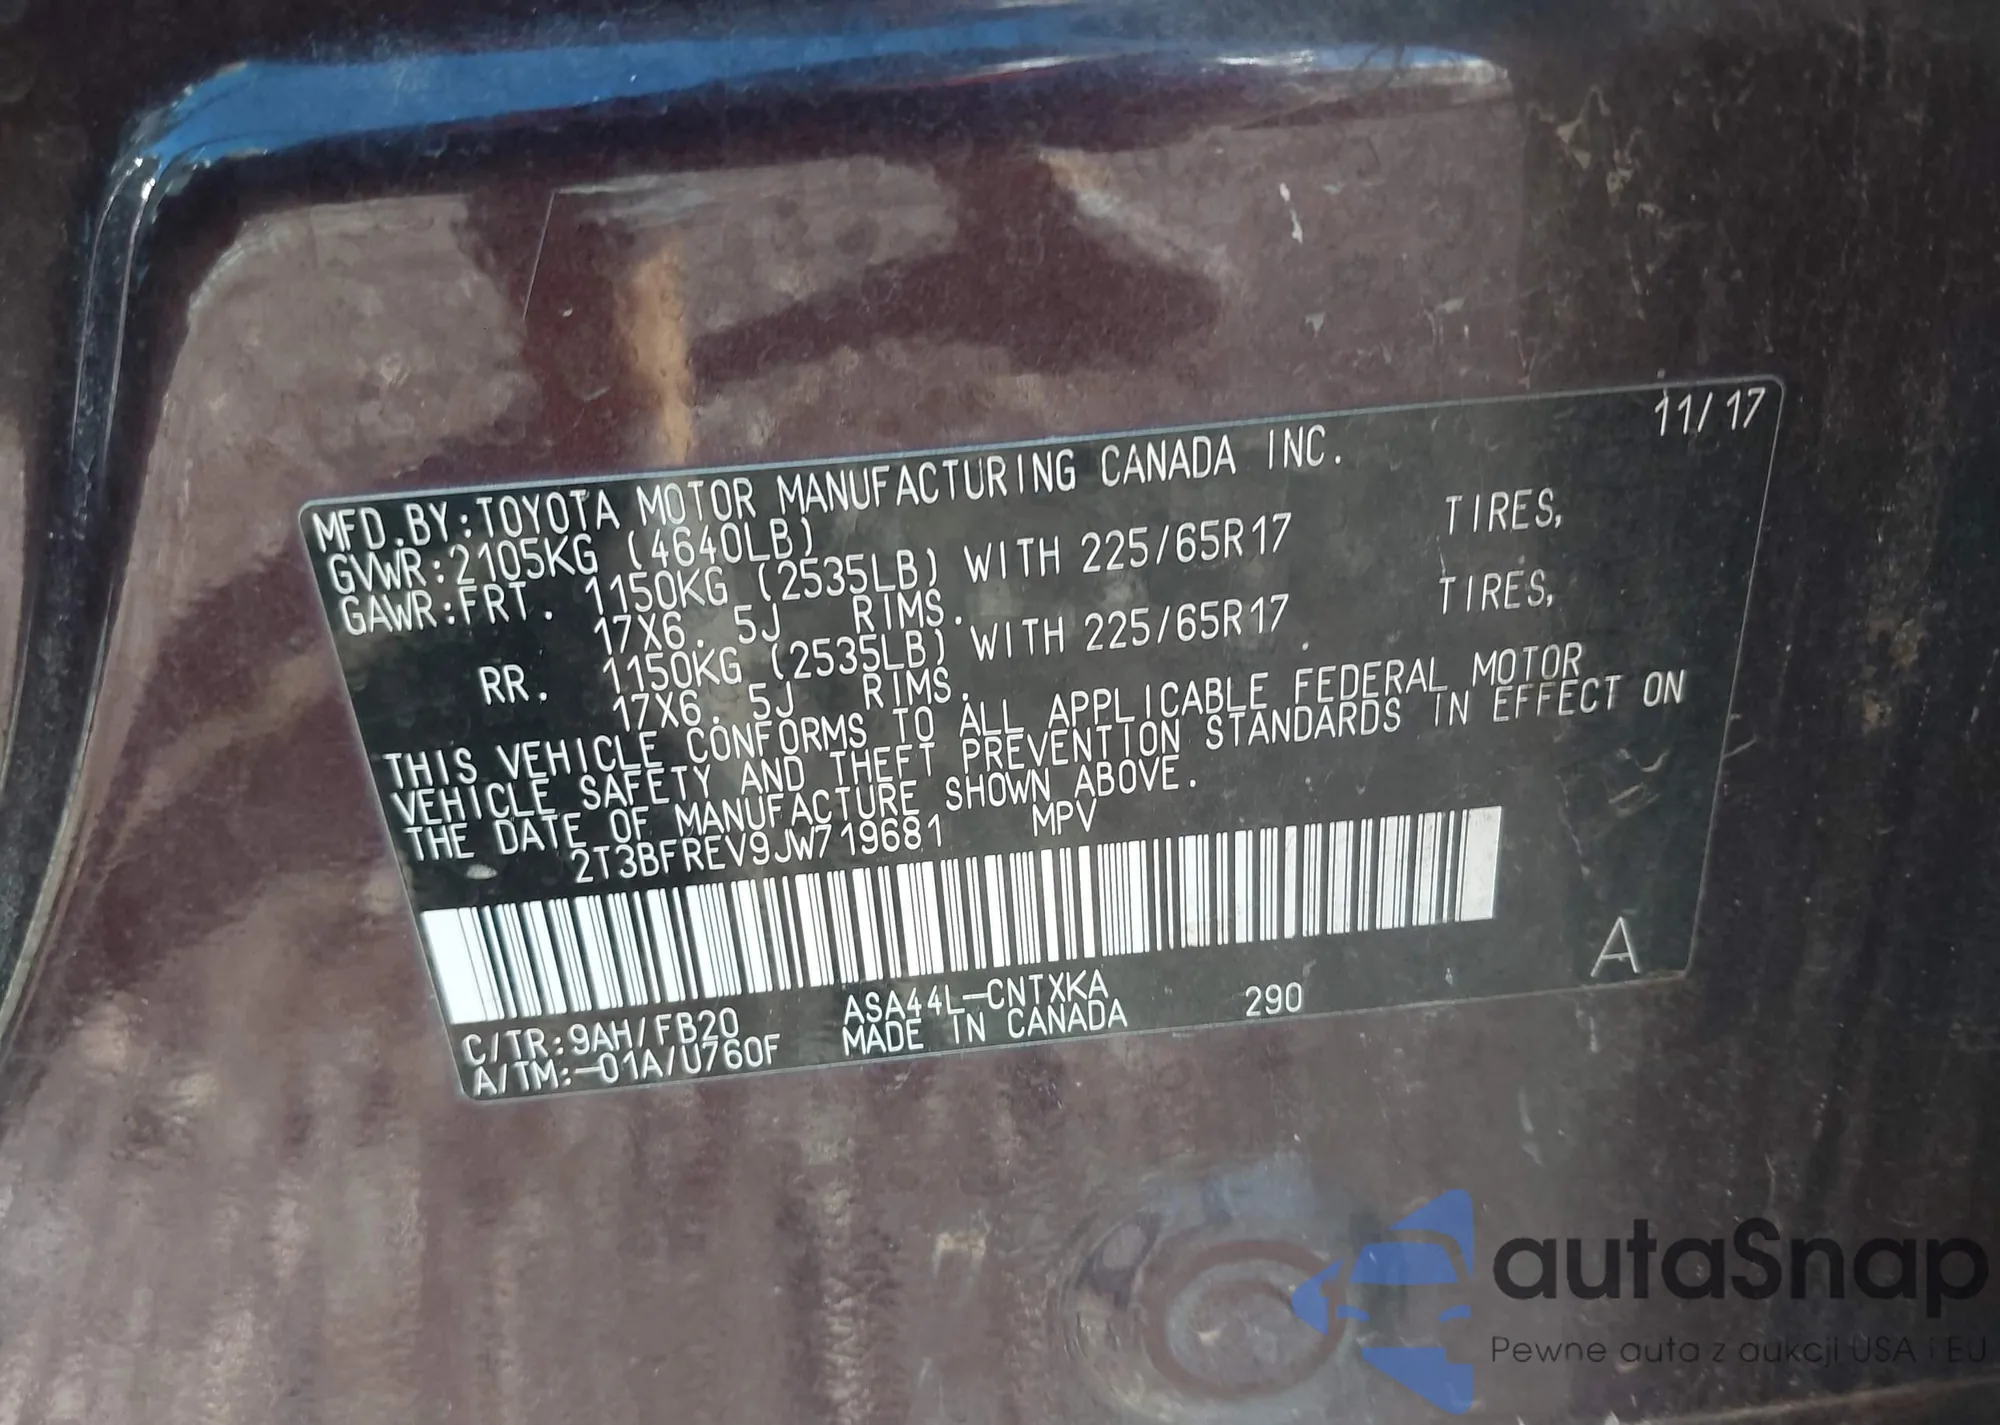 11/17
MFD.BY:TOYOTA MOTOR MANUFACTURING CANADA INC.
GVWR:2105KG (4640LB)
GAWR:FRT. 1150KG (2535LB) WITH 225/65R17 TIRES,
17X6.5J RIMS.
RR. 1150KG (2535LB) WITH 225/65R17 TIRES,
17X6.5J RIMS.
THIS VEHICLE CONFORMS TO ALL APPLICABLE FEDERAL MOTOR
VEHICLE SAFETY AND THEFT PREVENTION STANDARDS IN EFFECT ON
THE DATE OF MANUFACTURE SHOWN ABOVE.
2T3BFREV9JW719681 MPV
A
C/TR:9AH/FB20 ASA44L-CNTXKA 290
A/TM:-01A/U760F MADE IN CANADA
autaSnap
Pewne auta z aukcji USA i EU